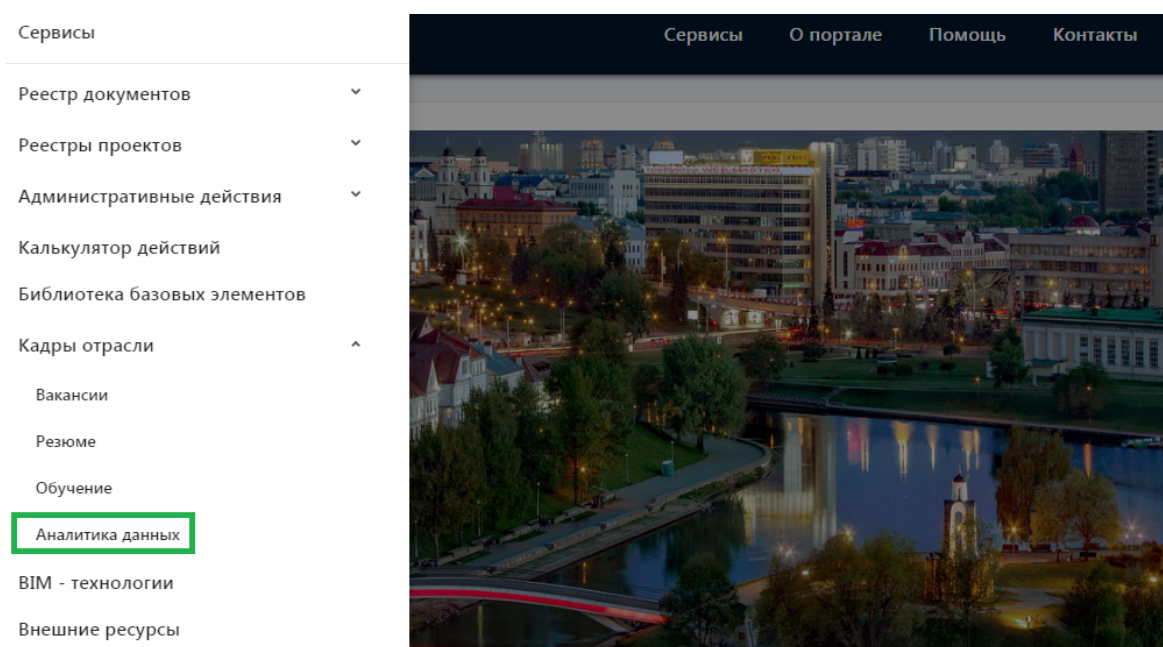 Сервисы
Реестр документов
Реестры проектов
Административные действия
Калькулятор действий
Библиотека базовых элементов
Кадры отрасли
Вакансии
Резюме
Обучение
Аналитика данных
BIM - технологии
Внешние ресурсы
Сервисы О портале Помощь Контакты